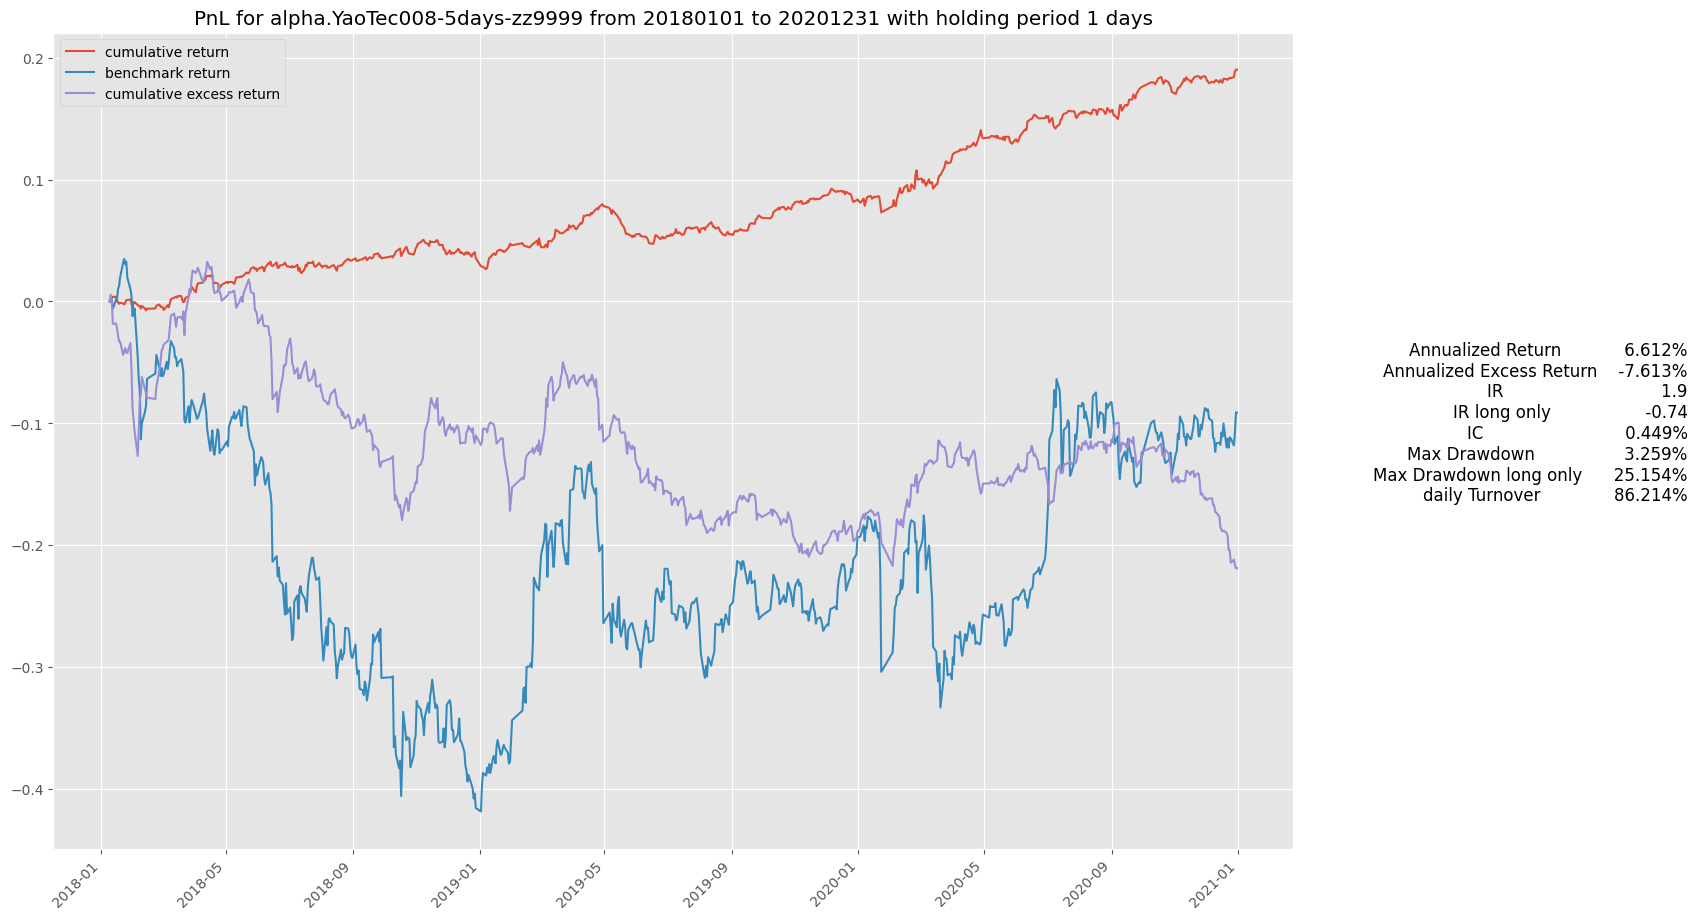 PnL for alpha.YaoTec008-5days-zz9999 from 20180101 to 20201231 with holding period 1 days
cumulative return
benchmark return
cumulative excess return
0.2
0.1
0.0
−0.1
−0.2
−0.3
−0.4
2018-01
2018-05
2018-09
2019-01
2019-05
2019-09
2020-01
2020-05
2020-09
2021-01
Annualized Return 6.612%
Annualized Excess Return -7.613%
IR 1.9
IR long only -0.74
IC 0.449%
Max Drawdown 3.259%
Max Drawdown long only 25.154%
daily Turnover 86.214%